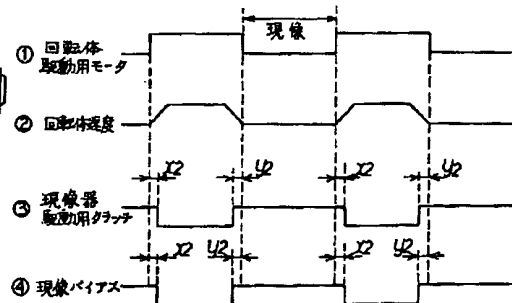 現像
① 回転体
駆動用モータ
② 回転体速度
x2 y2 x2 y2
③ 現像器
駆動用クラッチ
x2 y2 x2 y2
④ 現像バイアス